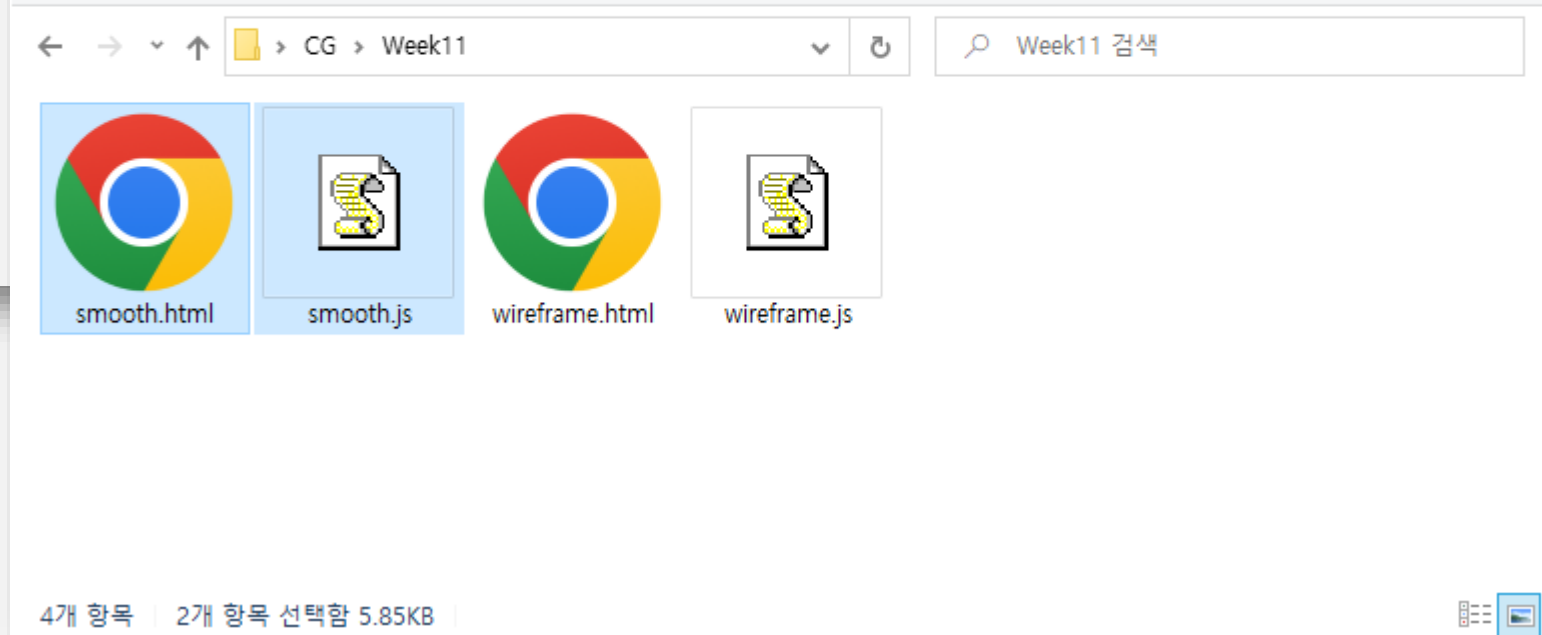 CG > Week11
Week11 검색
smooth.html
smooth.js
wireframe.html
wireframe.js
4개 항목
2개 항목 선택함 5.85KB